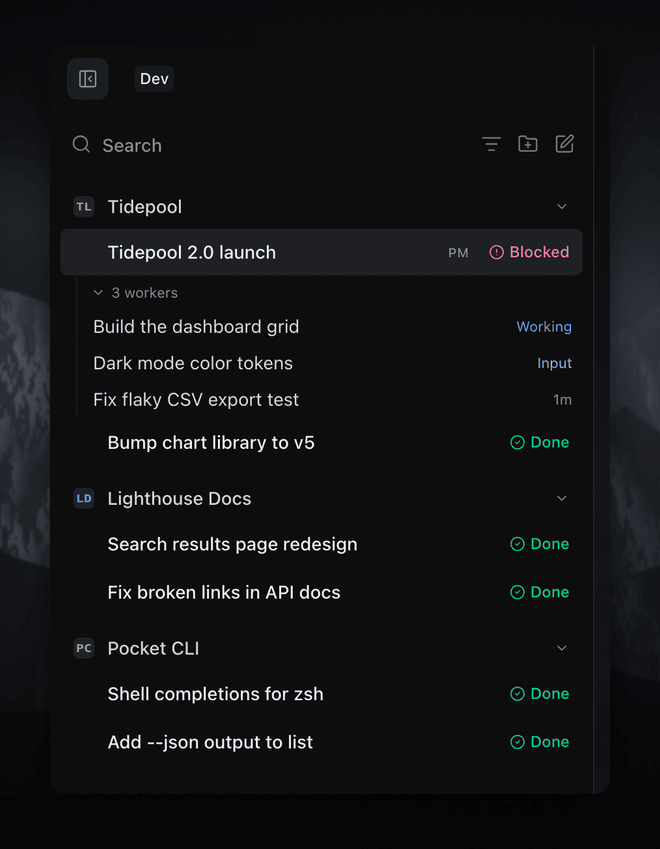 Dev
Search
TL Tidepool
Tidepool 2.0 launch PM Blocked
3 workers
Build the dashboard grid Working
Dark mode color tokens Input
Fix flaky CSV export test 1m
Bump chart library to v5 Done
LD Lighthouse Docs
Search results page redesign Done
Fix broken links in API docs Done
PC Pocket CLI
Shell completions for zsh Done
Add --json output to list Done